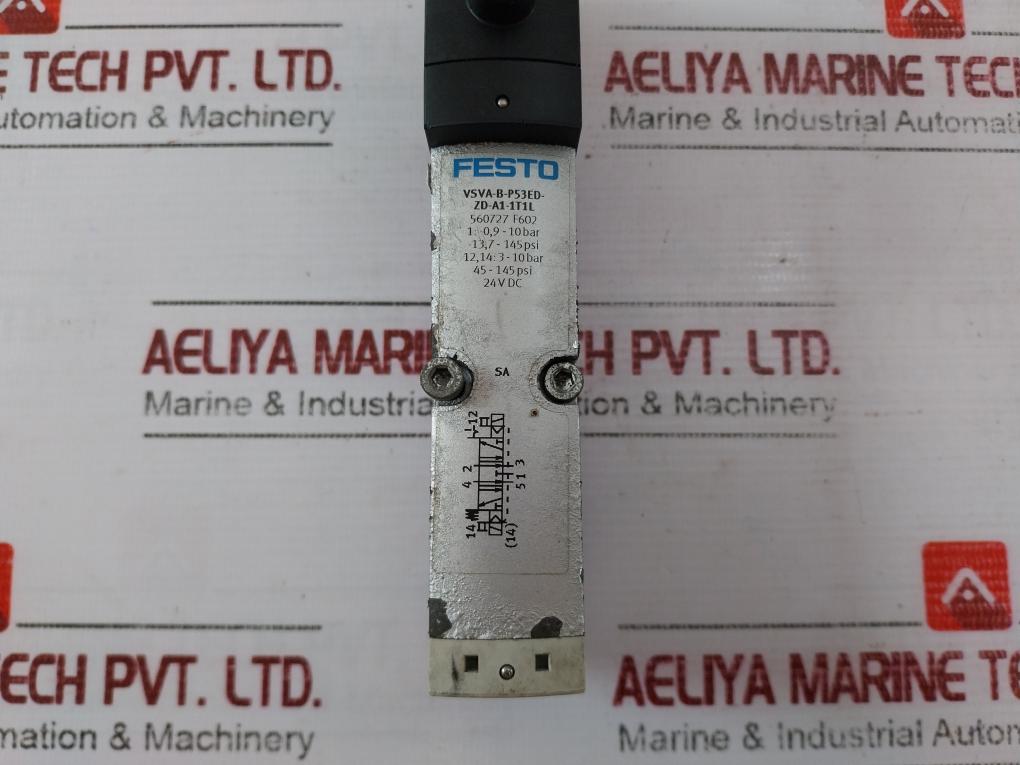 E TECH PVT. LTD.
utomation & Machinery
AELIYA MARINE TEC
Marine & Industrial Automati
FESTO
VSVA-B-P53ED-
ZD-A1-1T1L
560727 F602
1: -0,9 - 10 bar
-13,7 - 145 psi
12,14: 3 - 10 bar
45 - 145 psi
24 V DC
AELIYA MARI
CH PVT. LTD.
Marine & Industria
ion & Machinery
SA
12
4 2
5 1 3
14
(14)
ECH PVT. LTD.
mation & Machinery
AELIYA MARINE TE
Marine & Industrial Autom